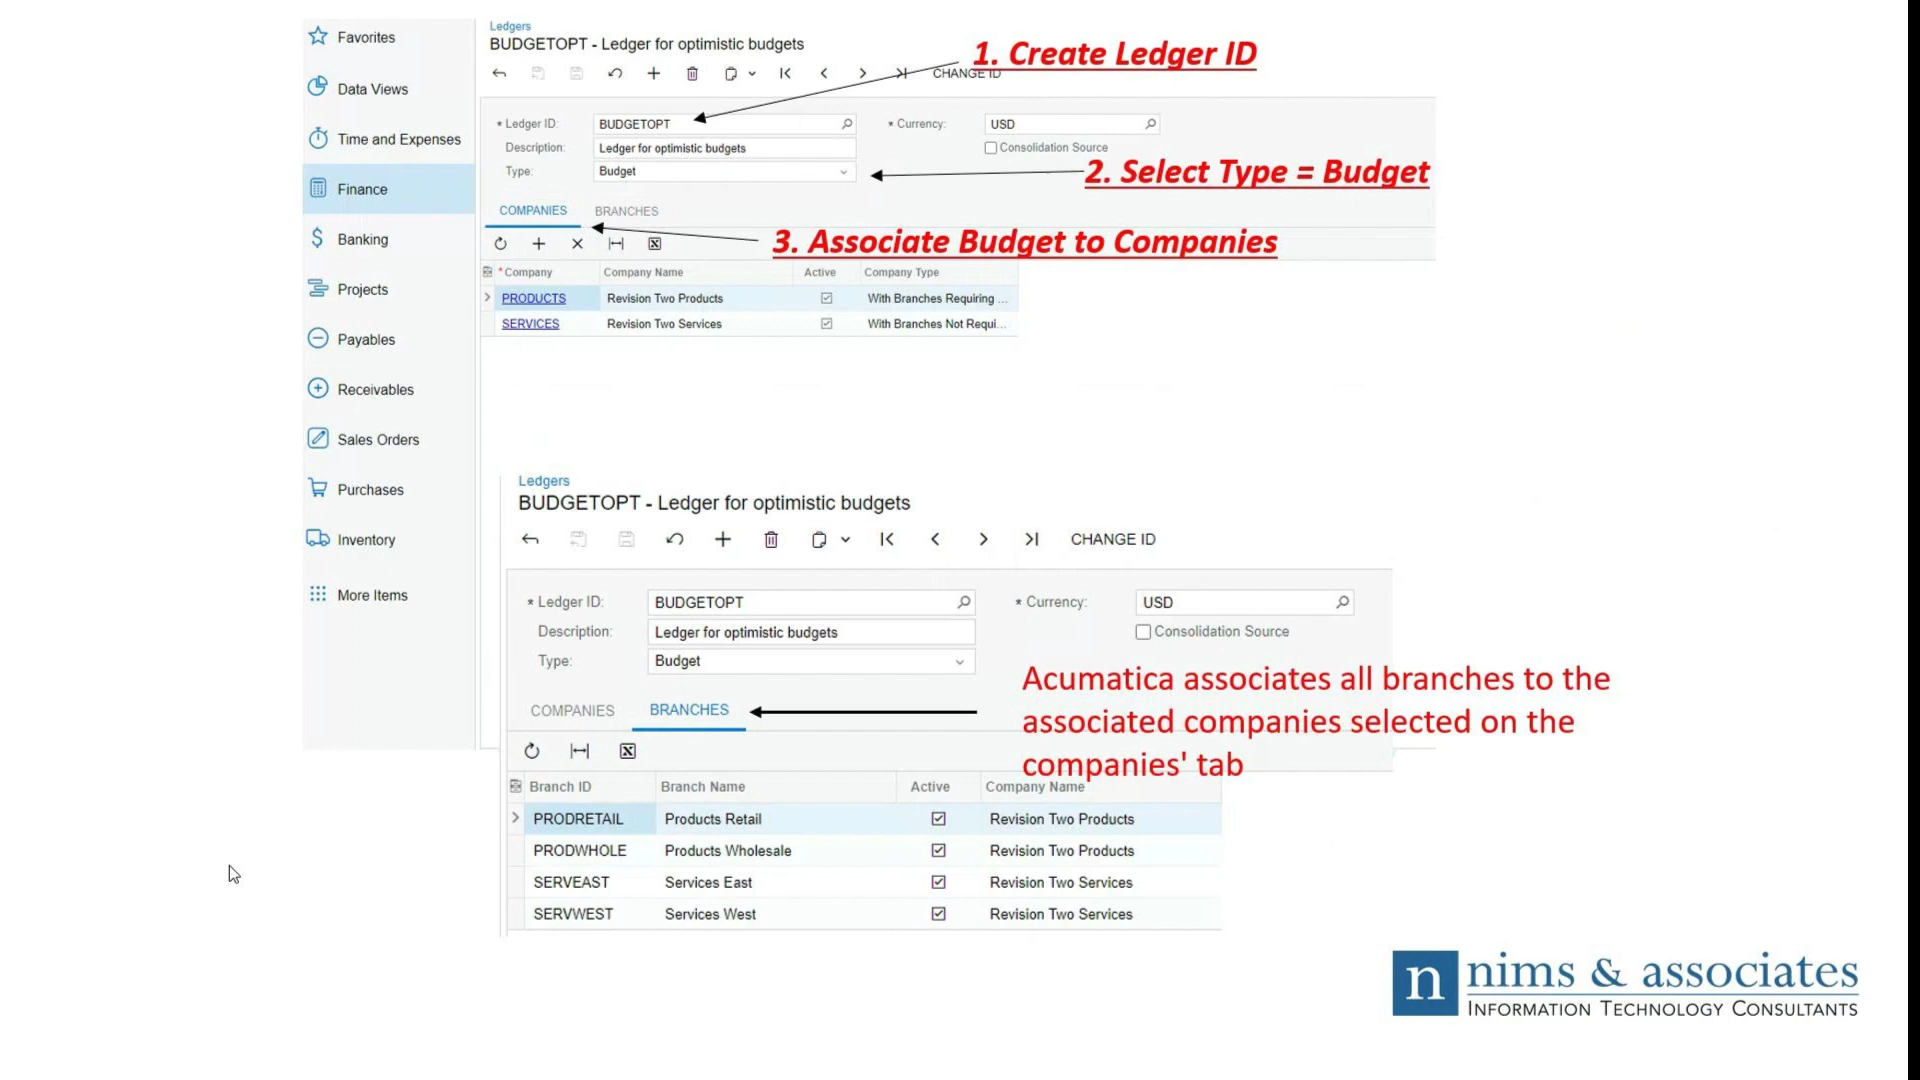 Favorites
Data Views
Time and Expenses
Finance
Banking
Projects
Payables
Receivables
Sales Orders
Purchases
Inventory
More Items
Ledgers
BUDGETOPT - Ledger for optimistic budgets
CHANGE ID
1. Create Ledger ID
* Ledger ID: BUDGETOPT * Currency: USD
Description: Ledger for optimistic budgets Consolidation Source
Type: Budget
2. Select Type = Budget
COMPANIES BRANCHES
3. Associate Budget to Companies
* Company Company Name Active Company Type
PRODUCTS Revision Two Products With Branches Requiring ...
SERVICES Revision Two Services With Branches Not Requi...
Ledgers
BUDGETOPT - Ledger for optimistic budgets
CHANGE ID
* Ledger ID: BUDGETOPT * Currency: USD
Description: Ledger for optimistic budgets Consolidation Source
Type: Budget
COMPANIES BRANCHES
Acumatica associates all branches to the
associated companies selected on the
companies' tab
Branch ID Branch Name Active Company Name
PRODRETAIL Products Retail Revision Two Products
PRODWHOLE Products Wholesale Revision Two Products
SERVEAST Services East Revision Two Services
SERVWEST Services West Revision Two Services
n nims & associates
INFORMATION TECHNOLOGY CONSULTANTS